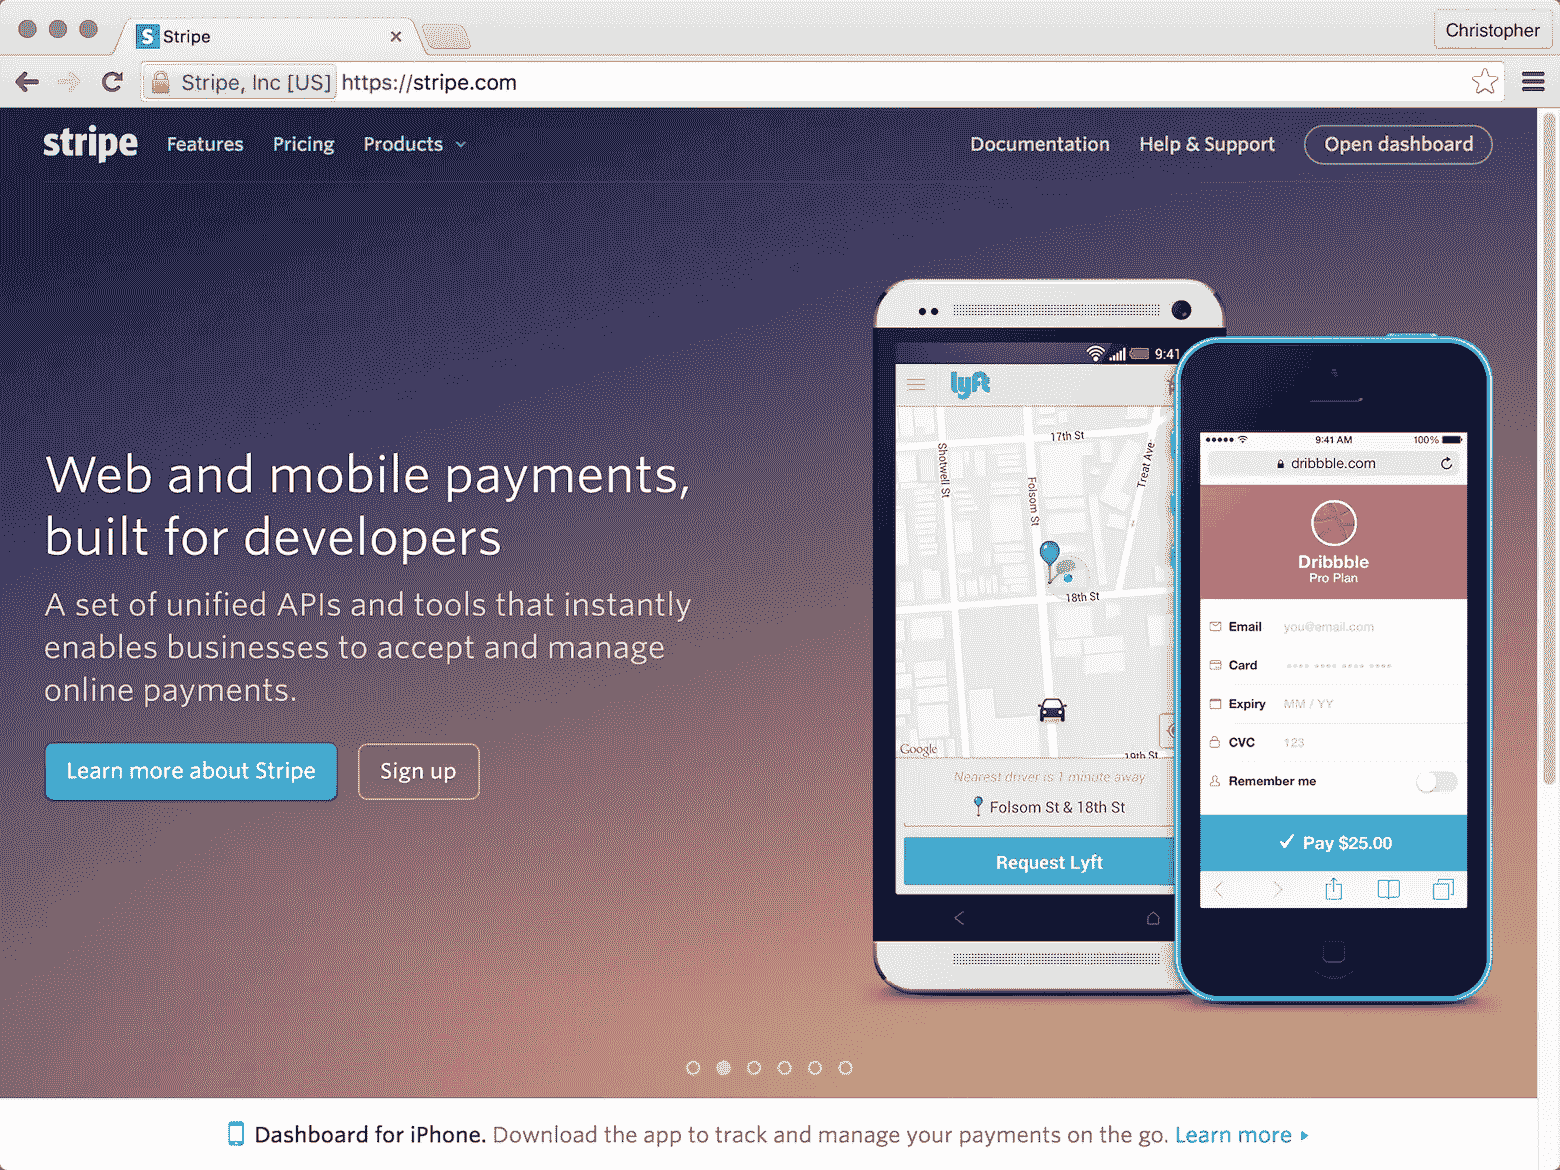 Stripe
Christopher
Stripe, Inc [US] https://stripe.com
stripe Features Pricing Products
Documentation Help & Support Open dashboard
Web and mobile payments,
built for developers
A set of unified APIs and tools that instantly
enables businesses to accept and manage
online payments.
Learn more about Stripe Sign up
9:41
lyft
17th St
Shotwell St
Folsom St
Treat Ave
18th St
19th St
Google
Nearest driver is 1 minute away
Folsom St & 18th St
Request Lyft
9:41 AM 100%
dribbble.com
Dribbble
Pro Plan
Email you@email.com
Card
Expiry MM / YY
CVC 123
Remember me
Pay $25.00
Dashboard for iPhone. Download the app to track and manage your payments on the go. Learn more